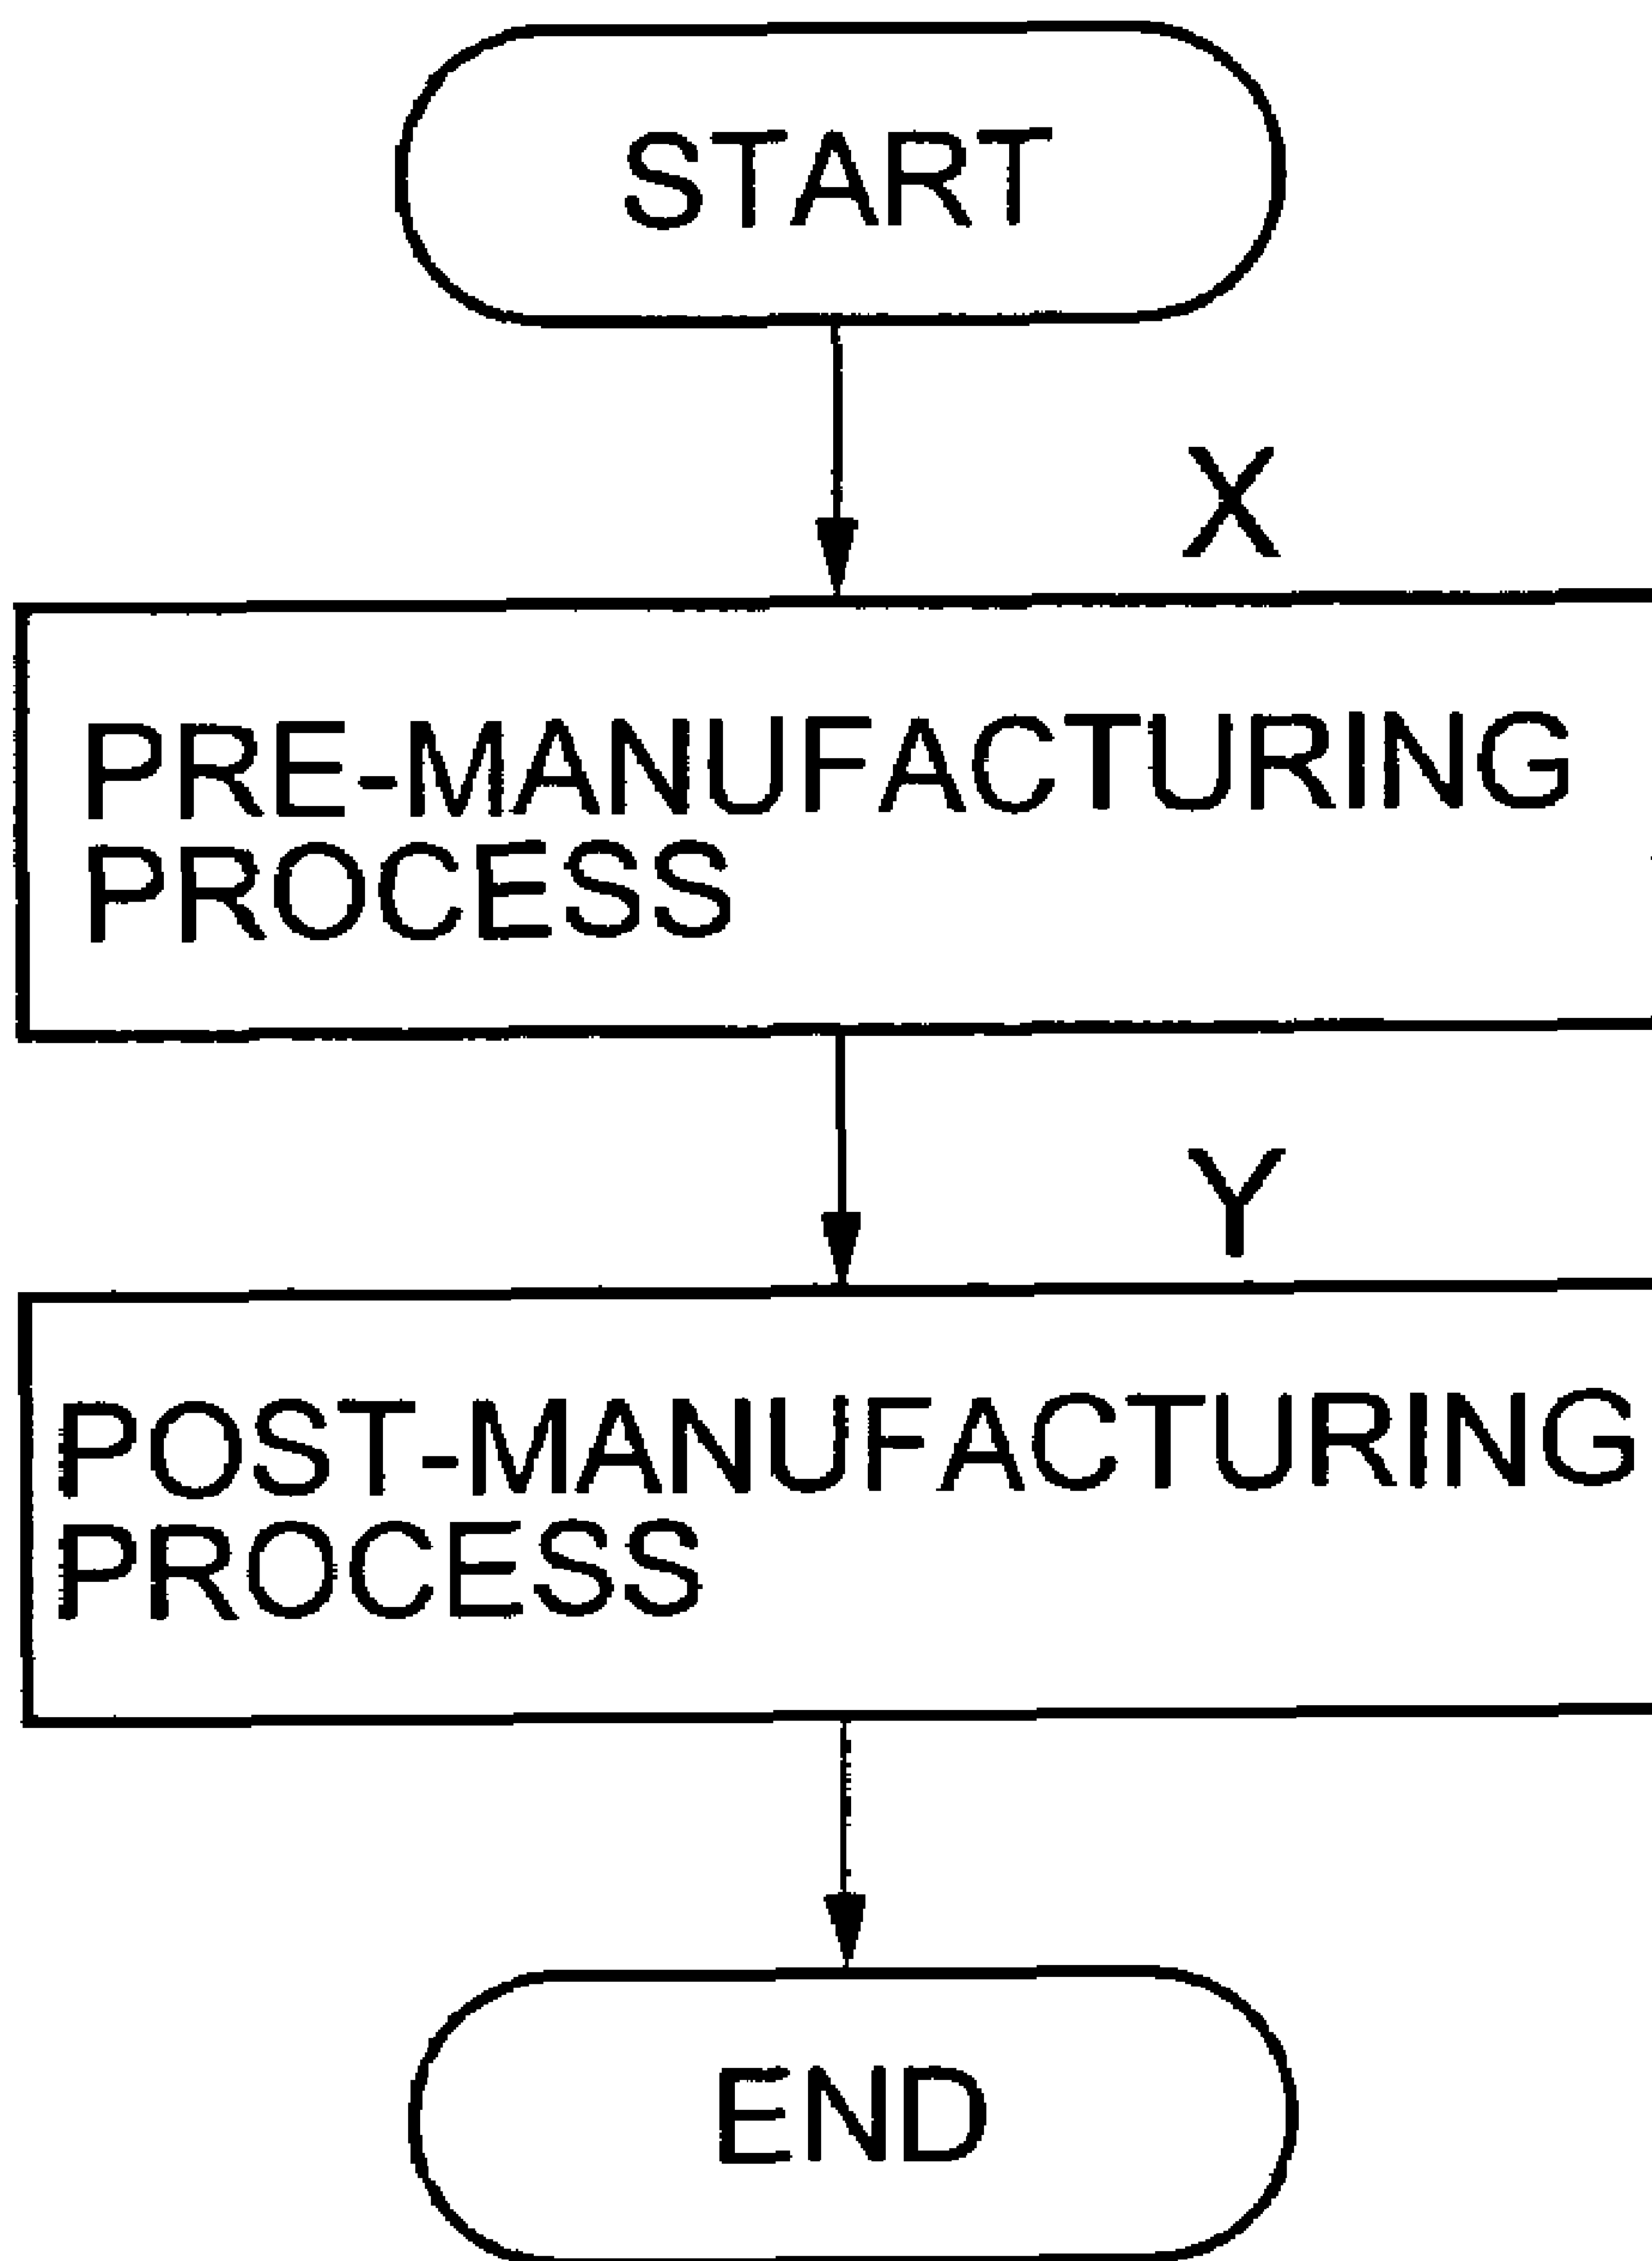 START
X
PRE-MANUFACTURING
PROCESS
Y
POST-MANUFACTURING
PROCESS
END